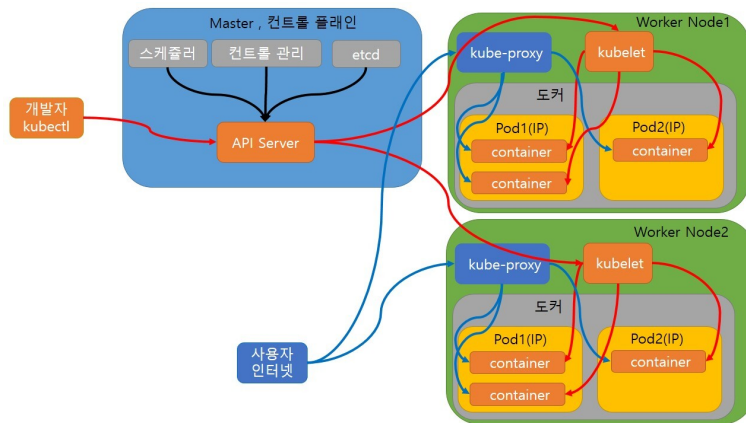 Master , 컨트롤 플래인
스케쥴러
컨트롤 관리
etcd
API Server
개발자
kubectl
사용자
인터넷
Worker Node1
kube-proxy
kubelet
도커
Pod1(IP)
container
container
Pod2(IP)
container
Worker Node2
kube-proxy
kubelet
도커
Pod1(IP)
container
container
Pod2(IP)
container